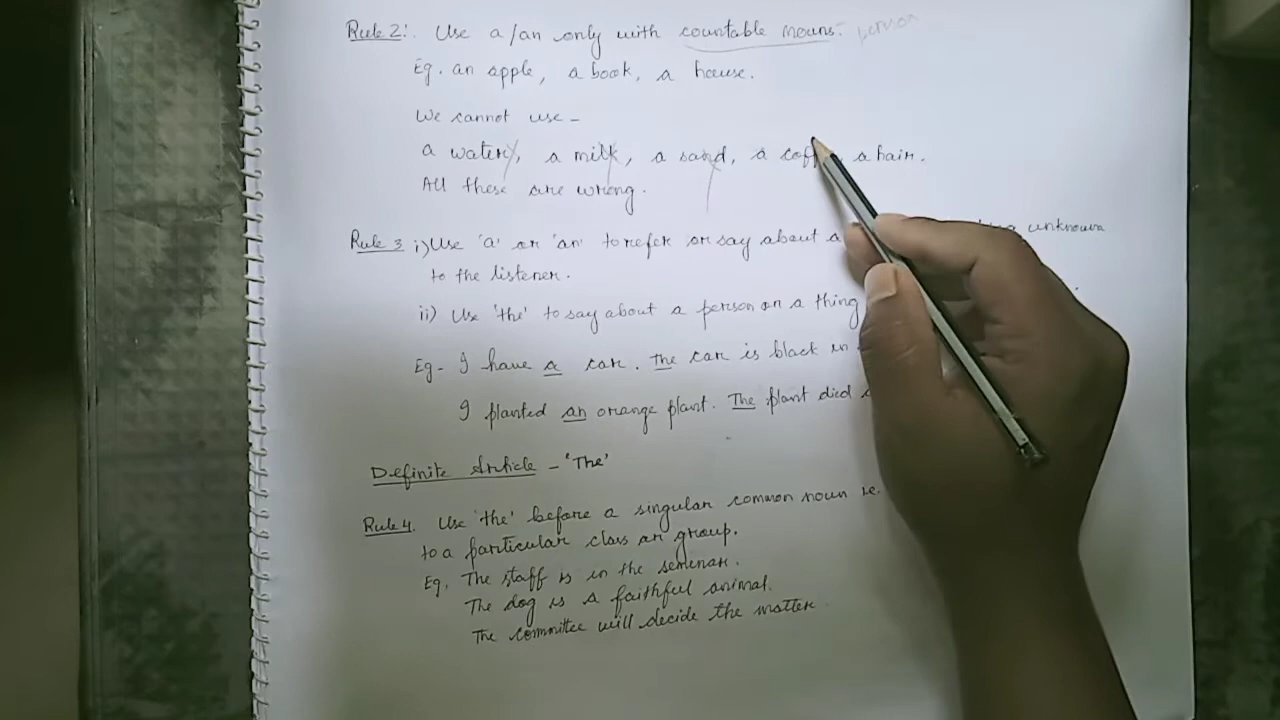 Rule 2:. Use a/an only with countable nouns:- person
Eg. an apple, a book, a house.
We cannot use -
a water, a milk, a sand, a coff , a hair.
All these are wrong.
Rule 3 i) Use 'a' or 'an' to refer or say about a unknown
to the listener.
ii) Use 'the' to say about a person or a thing
Eg - I have a car. The car is black in
I planted an orange plant. The plant died
Definite Article - 'The'
Rule 4. Use 'the' before a singular common noun ie.
to a particular class or group.
Eg. The staff is in the seminar.
The dog is a faithful animal.
The committee will decide the matter.